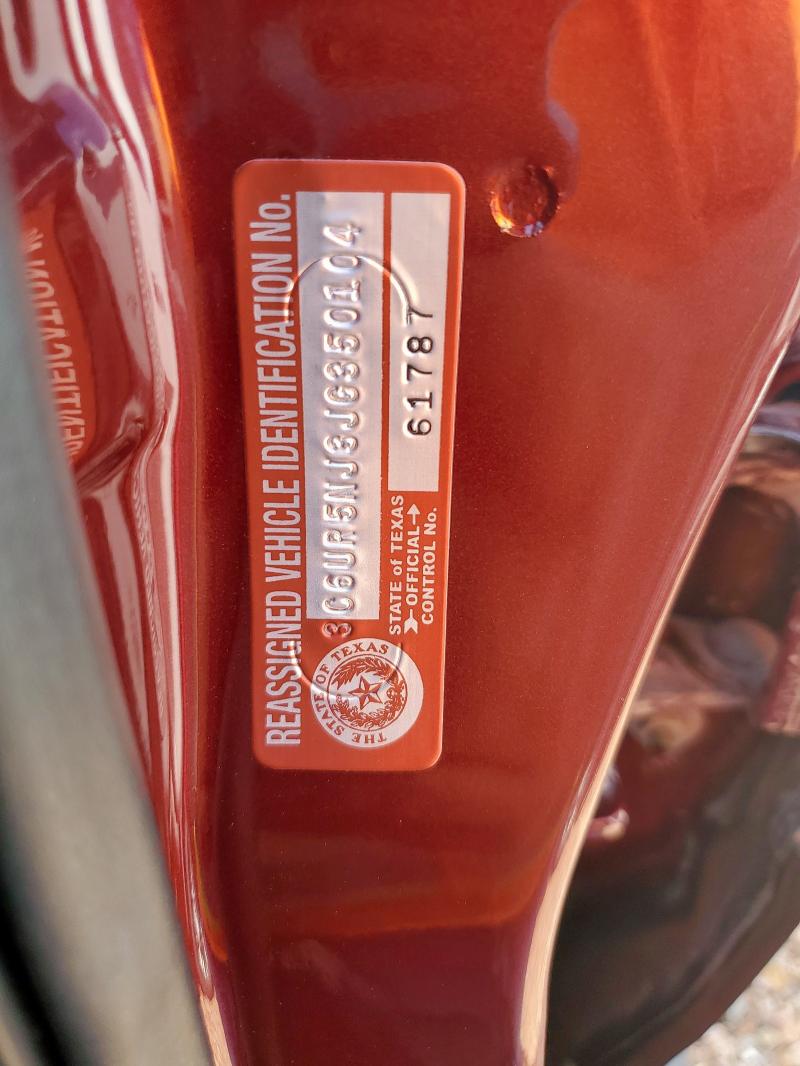 REASSIGNED VEHICLE IDENTIFICATION No.
3C6UR5NJ3JG350104
THE STATE OF TEXAS
STATE of TEXAS
OFFICIAL
CONTROL No.
61787